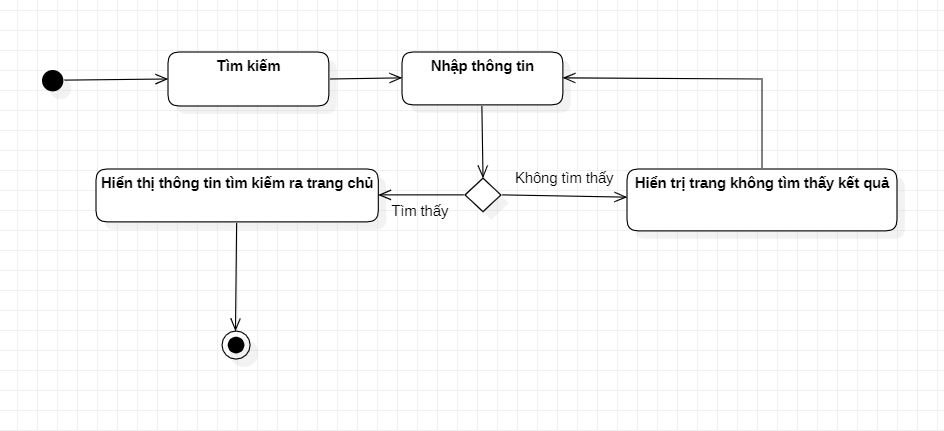 Tìm kiếm
Nhập thông tin
Hiển thị thông tin tìm kiếm ra trang chủ
Không tìm thấy
Hiển trị trang không tìm thấy kết quả
Tìm thấy